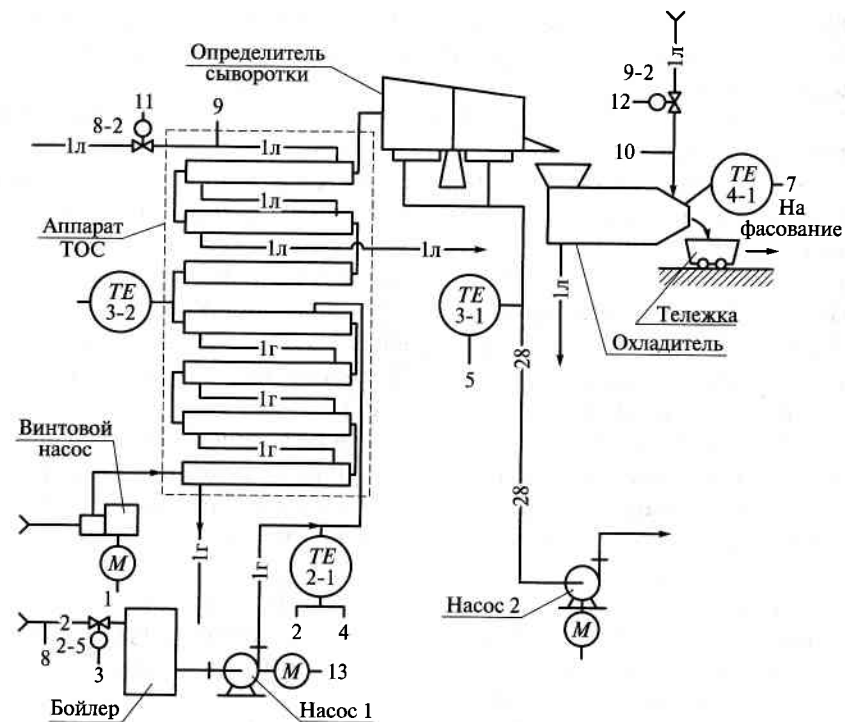 Определитель
сыворотки
1л
9-2
12
10
11
8-2
9
1л
1л
1л
1л
1л
TE
4-1
7
На
фасование
Аппарат
ТОС
TE
3-2
TE
3-1
5
1л
Тележка
Охладитель
28
1г
1г
1г
Винтовой
насос
M
1
1г
1г
28
TE
2-1
2
4
2
8
2-5
3
M
13
Бойлер
Насос 1
Насос 2
M